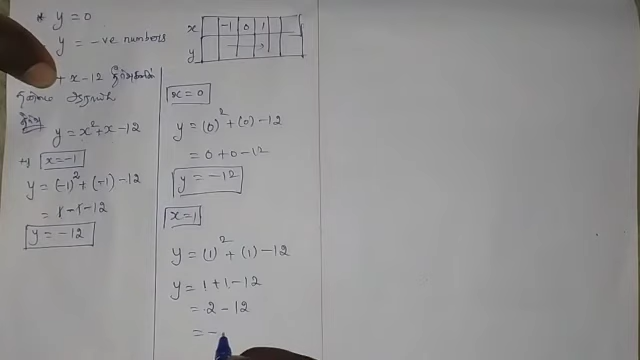 * y = 0
y = -ve numbers
x -1 0 1
y
+ x - 12
y = x² + x - 12
x = -1
y = (-1)² + (-1) - 12
= 1 - 1 - 12
y = -12
x = 0
y = (0)² + (0) - 12
= 0 + 0 - 12
y = -12
x = 1
y = (1)² + (1) - 12
y = 1 + 1 - 12
= 2 - 12
= -